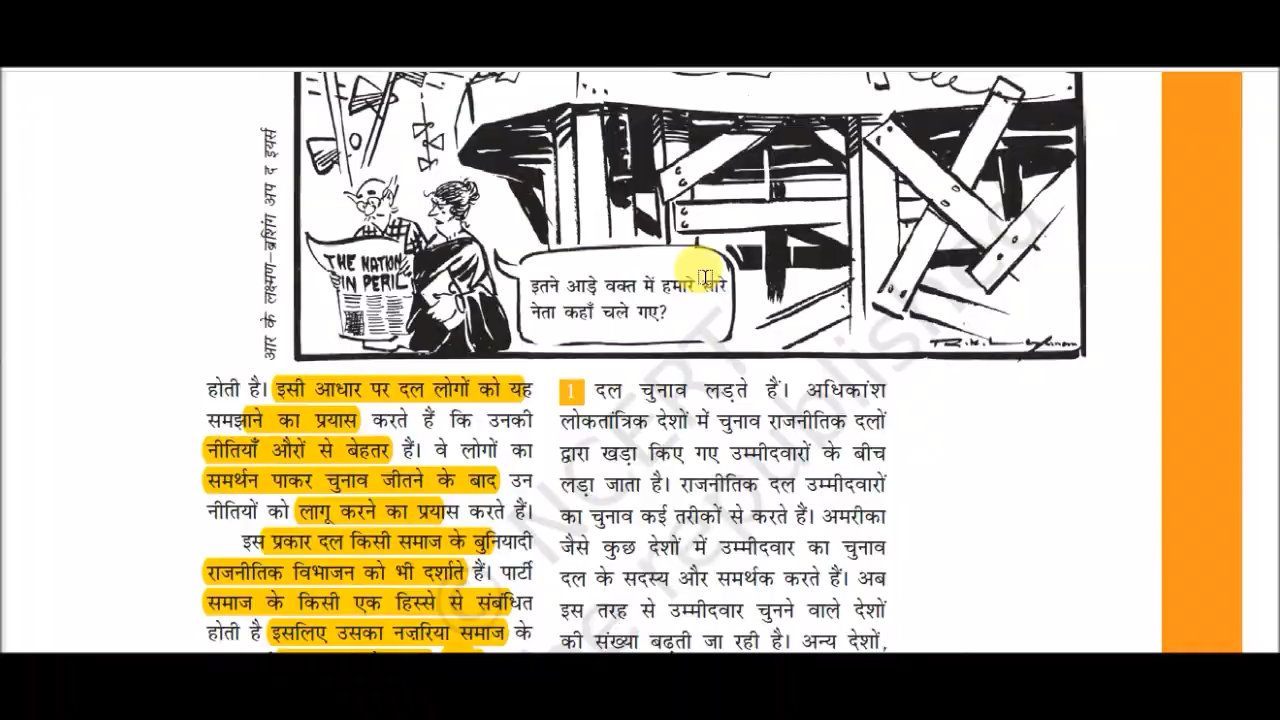 आर के लक्ष्मण–ब्रशिंग अप द इयर्स
THE NATION
IN PERIL
इतने आड़े वक्त में हमारे सारे
नेता कहाँ चले गए?
होती है। इसी आधार पर दल लोगों को यह
समझाने का प्रयास करते हैं कि उनकी
नीतियाँ औरों से बेहतर हैं। वे लोगों का
समर्थन पाकर चुनाव जीतने के बाद उन
नीतियों को लागू करने का प्रयास करते हैं।
इस प्रकार दल किसी समाज के बुनियादी
राजनीतिक विभाजन को भी दर्शाते हैं। पार्टी
समाज के किसी एक हिस्से से संबंधित
होती है इसलिए उसका नज़रिया समाज के
1 दल चुनाव लड़ते हैं। अधिकांश
लोकतांत्रिक देशों में चुनाव राजनीतिक दलों
द्वारा खड़ा किए गए उम्मीदवारों के बीच
लड़ा जाता है। राजनीतिक दल उम्मीदवारों
का चुनाव कई तरीकों से करते हैं। अमरीका
जैसे कुछ देशों में उम्मीदवार का चुनाव
दल के सदस्य और समर्थक करते हैं। अब
इस तरह से उम्मीदवार चुनने वाले देशों
की संख्या बढ़ती जा रही है। अन्य देशों,
© NCERT
republished